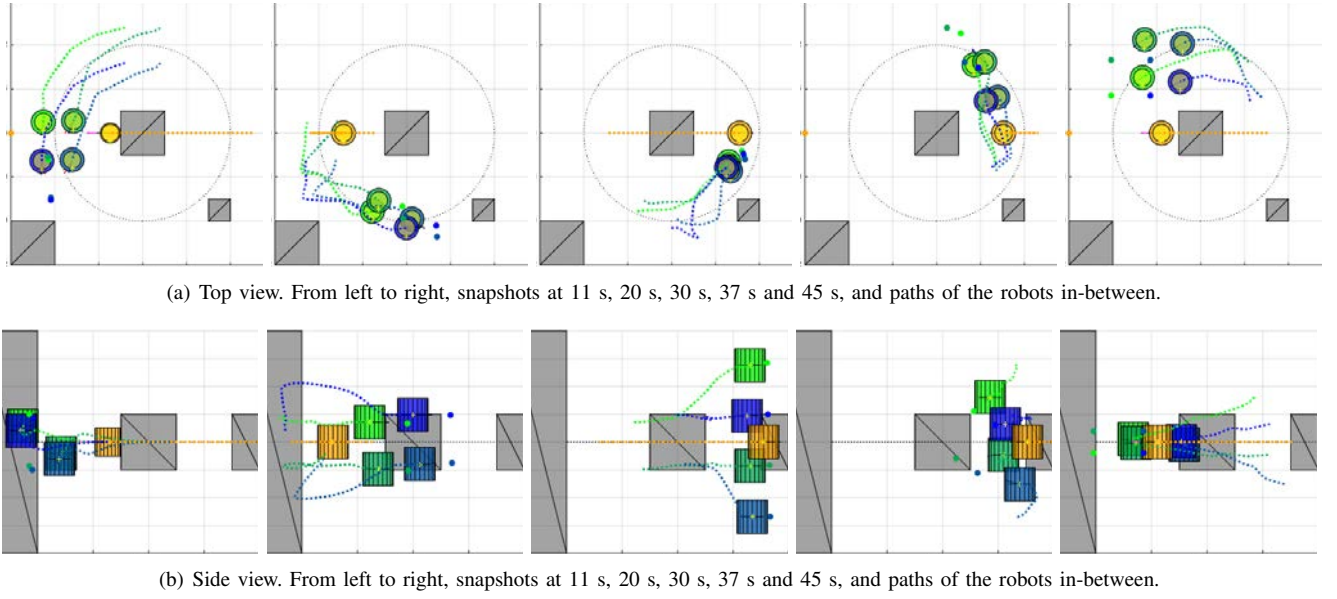 (a) Top view. From left to right, snapshots at 11 s, 20 s, 30 s, 37 s and 45 s, and paths of the robots in-between.
(b) Side view. From left to right, snapshots at 11 s, 20 s, 30 s, 37 s and 45 s, and paths of the robots in-between.